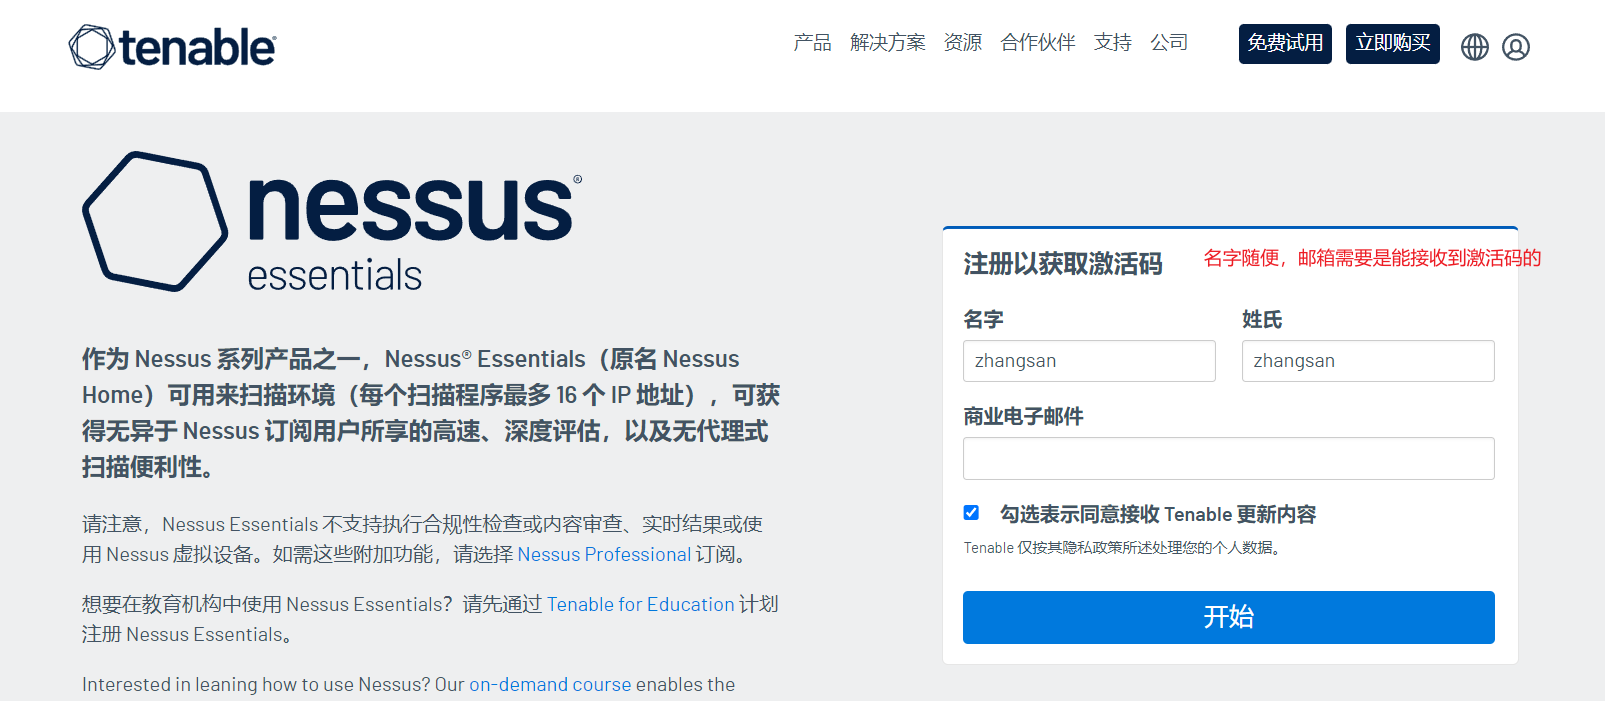 tenable
产品 解决方案 资源 合作伙伴 支持 公司 免费试用 立即购买
nessus®
essentials
作为 Nessus 系列产品之一，Nessus® Essentials（原名 Nessus
Home）可用来扫描环境（每个扫描程序最多 16 个 IP 地址），可获
得无异于 Nessus 订阅用户所享的高速、深度评估，以及无代理式
扫描便利性。
请注意，Nessus Essentials 不支持执行合规性检查或内容审查、实时结果或使
用 Nessus 虚拟设备。如需这些附加功能，请选择 Nessus Professional 订阅。
想要在教育机构中使用 Nessus Essentials？请先通过 Tenable for Education 计划
注册 Nessus Essentials。
Interested in leaning how to use Nessus? Our on-demand course enables the
注册以获取激活码
名字随便，邮箱需要是能接收到激活码的
名字 姓氏
zhangsan zhangsan
商业电子邮件
勾选表示同意接收 Tenable 更新内容
Tenable 仅按其隐私政策所述处理您的个人数据。
开始